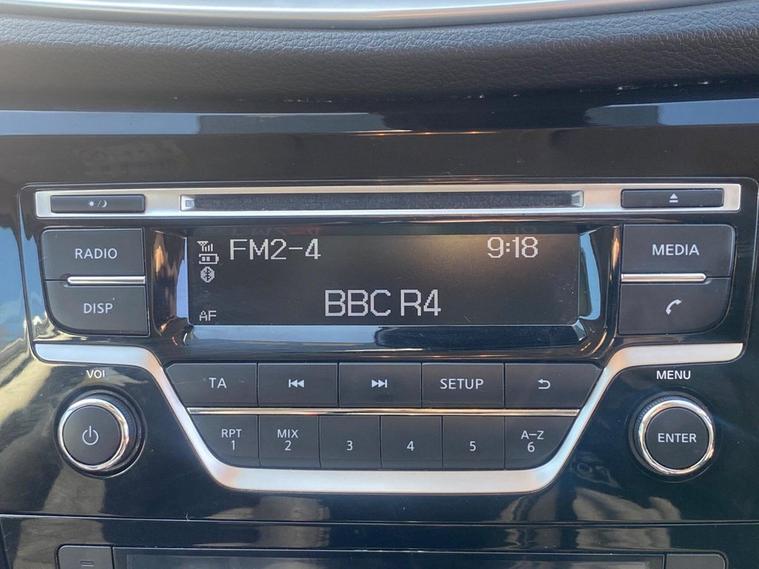 RADIO
DISP
FM2-4 9:18
BBC R4
AF
MEDIA
VOL
TA
SETUP
MENU
RPT
1
MIX
2
3
4
5
A-Z
6
ENTER